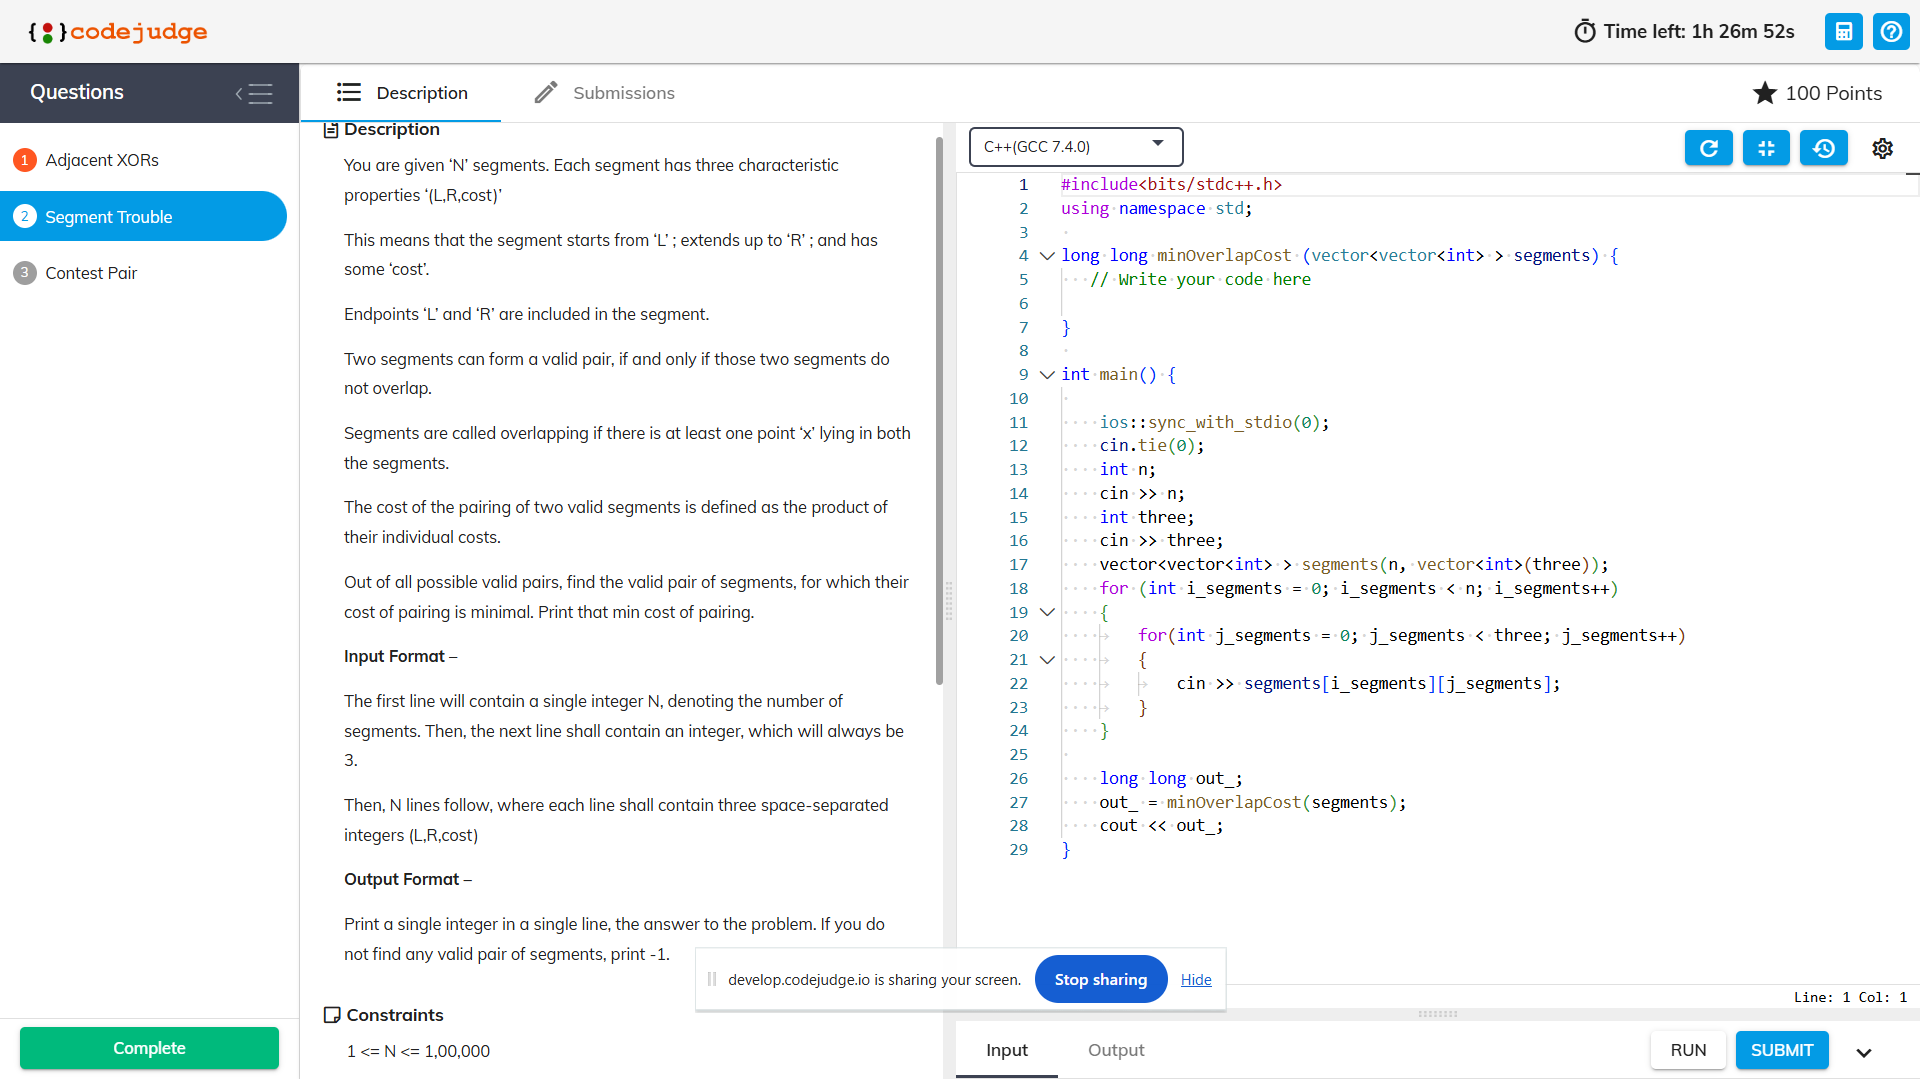 { } codejudge
Time left: 1h 26m 52s
Questions
1 Adjacent XORs
2 Segment Trouble
3 Contest Pair
Complete
Description
Submissions
100 Points
Description
You are given ‘N’ segments. Each segment has three characteristic
properties ‘(L,R,cost)’
This means that the segment starts from ‘L’ ; extends up to ‘R’ ; and has
some ‘cost’.
Endpoints ‘L’ and ‘R’ are included in the segment.
Two segments can form a valid pair, if and only if those two segments do
not overlap.
Segments are called overlapping if there is at least one point ‘x’ lying in both
the segments.
The cost of the pairing of two valid segments is defined as the product of
their individual costs.
Out of all possible valid pairs, find the valid pair of segments, for which their
cost of pairing is minimal. Print that min cost of pairing.
Input Format –
The first line will contain a single integer N, denoting the number of
segments. Then, the next line shall contain an integer, which will always be
3.
Then, N lines follow, where each line shall contain three space-separated
integers (L,R,cost)
Output Format –
Print a single integer in a single line, the answer to the problem. If you do
not find any valid pair of segments, print -1.
Constraints
1 <= N <= 1,00,000
C++(GCC 7.4.0)
1 #include<bits/stdc++.h>
2 using namespace std;
3
4 long long minOverlapCost (vector<vector<int> > segments) {
5 // Write your code here
6
7 }
8
9 int main() {
10
11 ios::sync_with_stdio(0);
12 cin.tie(0);
13 int n;
14 cin >> n;
15 int three;
16 cin >> three;
17 vector<vector<int> > segments(n, vector<int>(three));
18 for (int i_segments = 0; i_segments < n; i_segments++)
19 {
20 for(int j_segments = 0; j_segments < three; j_segments++)
21 {
22 cin >> segments[i_segments][j_segments];
23 }
24 }
25
26 long long out_;
27 out_ = minOverlapCost(segments);
28 cout << out_;
29 }
develop.codejudge.io is sharing your screen.
Stop sharing
Hide
Line: 1 Col: 1
Input
Output
RUN
SUBMIT